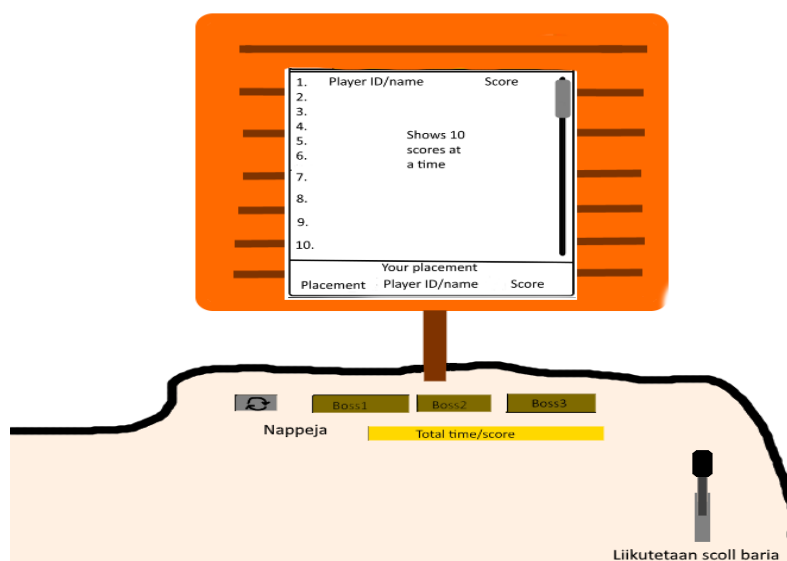 1. Player ID/name Score
2.
3.
4.
5.
6.
7.
8.
9.
10.
Shows 10
scores at
a time
Your placement
Placement Player ID/name Score
Boss1 Boss2 Boss3
Nappeja
Total time/score
Liikutetaan scoll baria